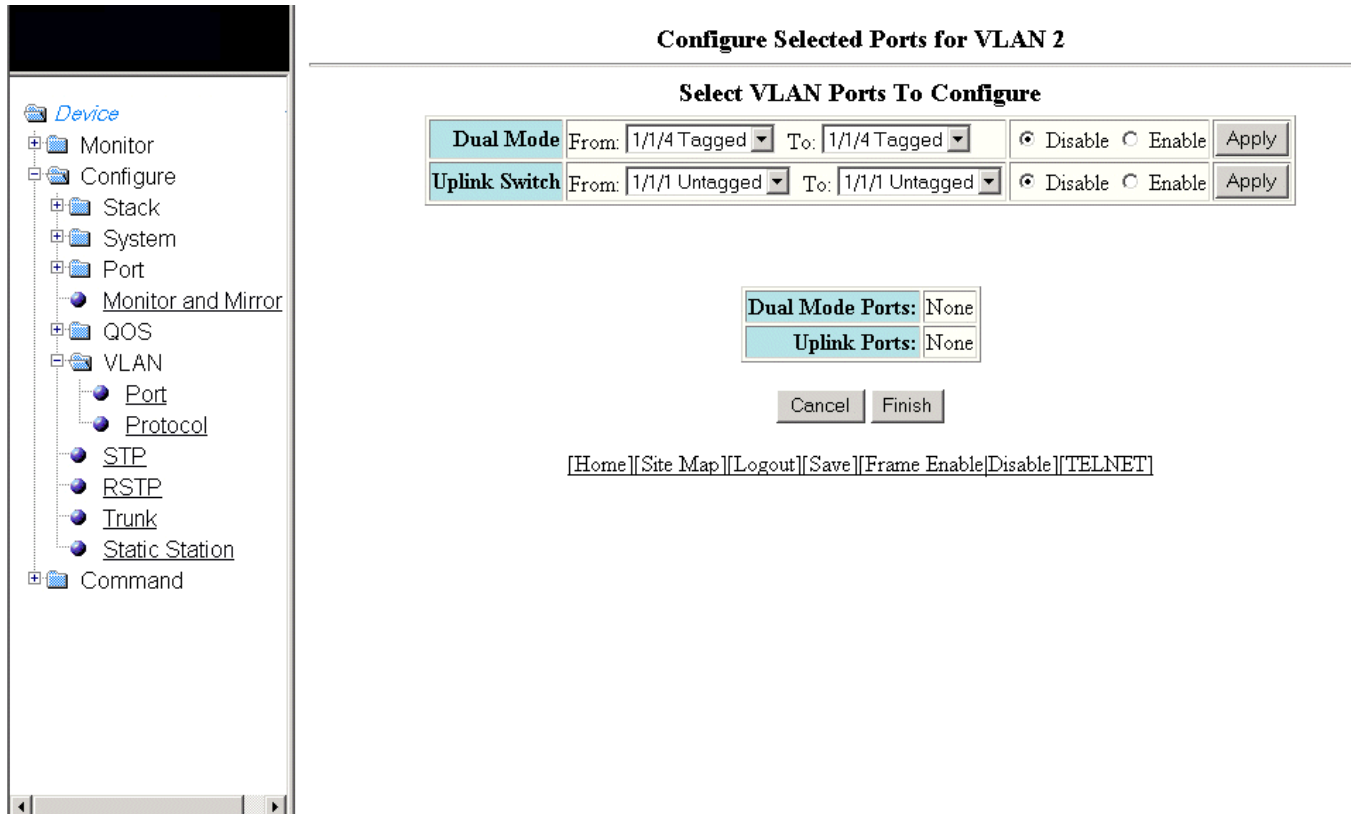 Configure Selected Ports for VLAN 2
Select VLAN Ports To Configure
Dual Mode From: 1/1/4 Tagged To: 1/1/4 Tagged Disable Enable Apply
Uplink Switch From: 1/1/1 Untagged To: 1/1/1 Untagged Disable Enable Apply
Dual Mode Ports: None
Uplink Ports: None
Cancel Finish
[Home][Site Map][Logout][Save][Frame Enable|Disable][TELNET]
Device
Monitor
Configure
Stack
System
Port
Monitor and Mirror
QOS
VLAN
Port
Protocol
STP
RSTP
Trunk
Static Station
Command